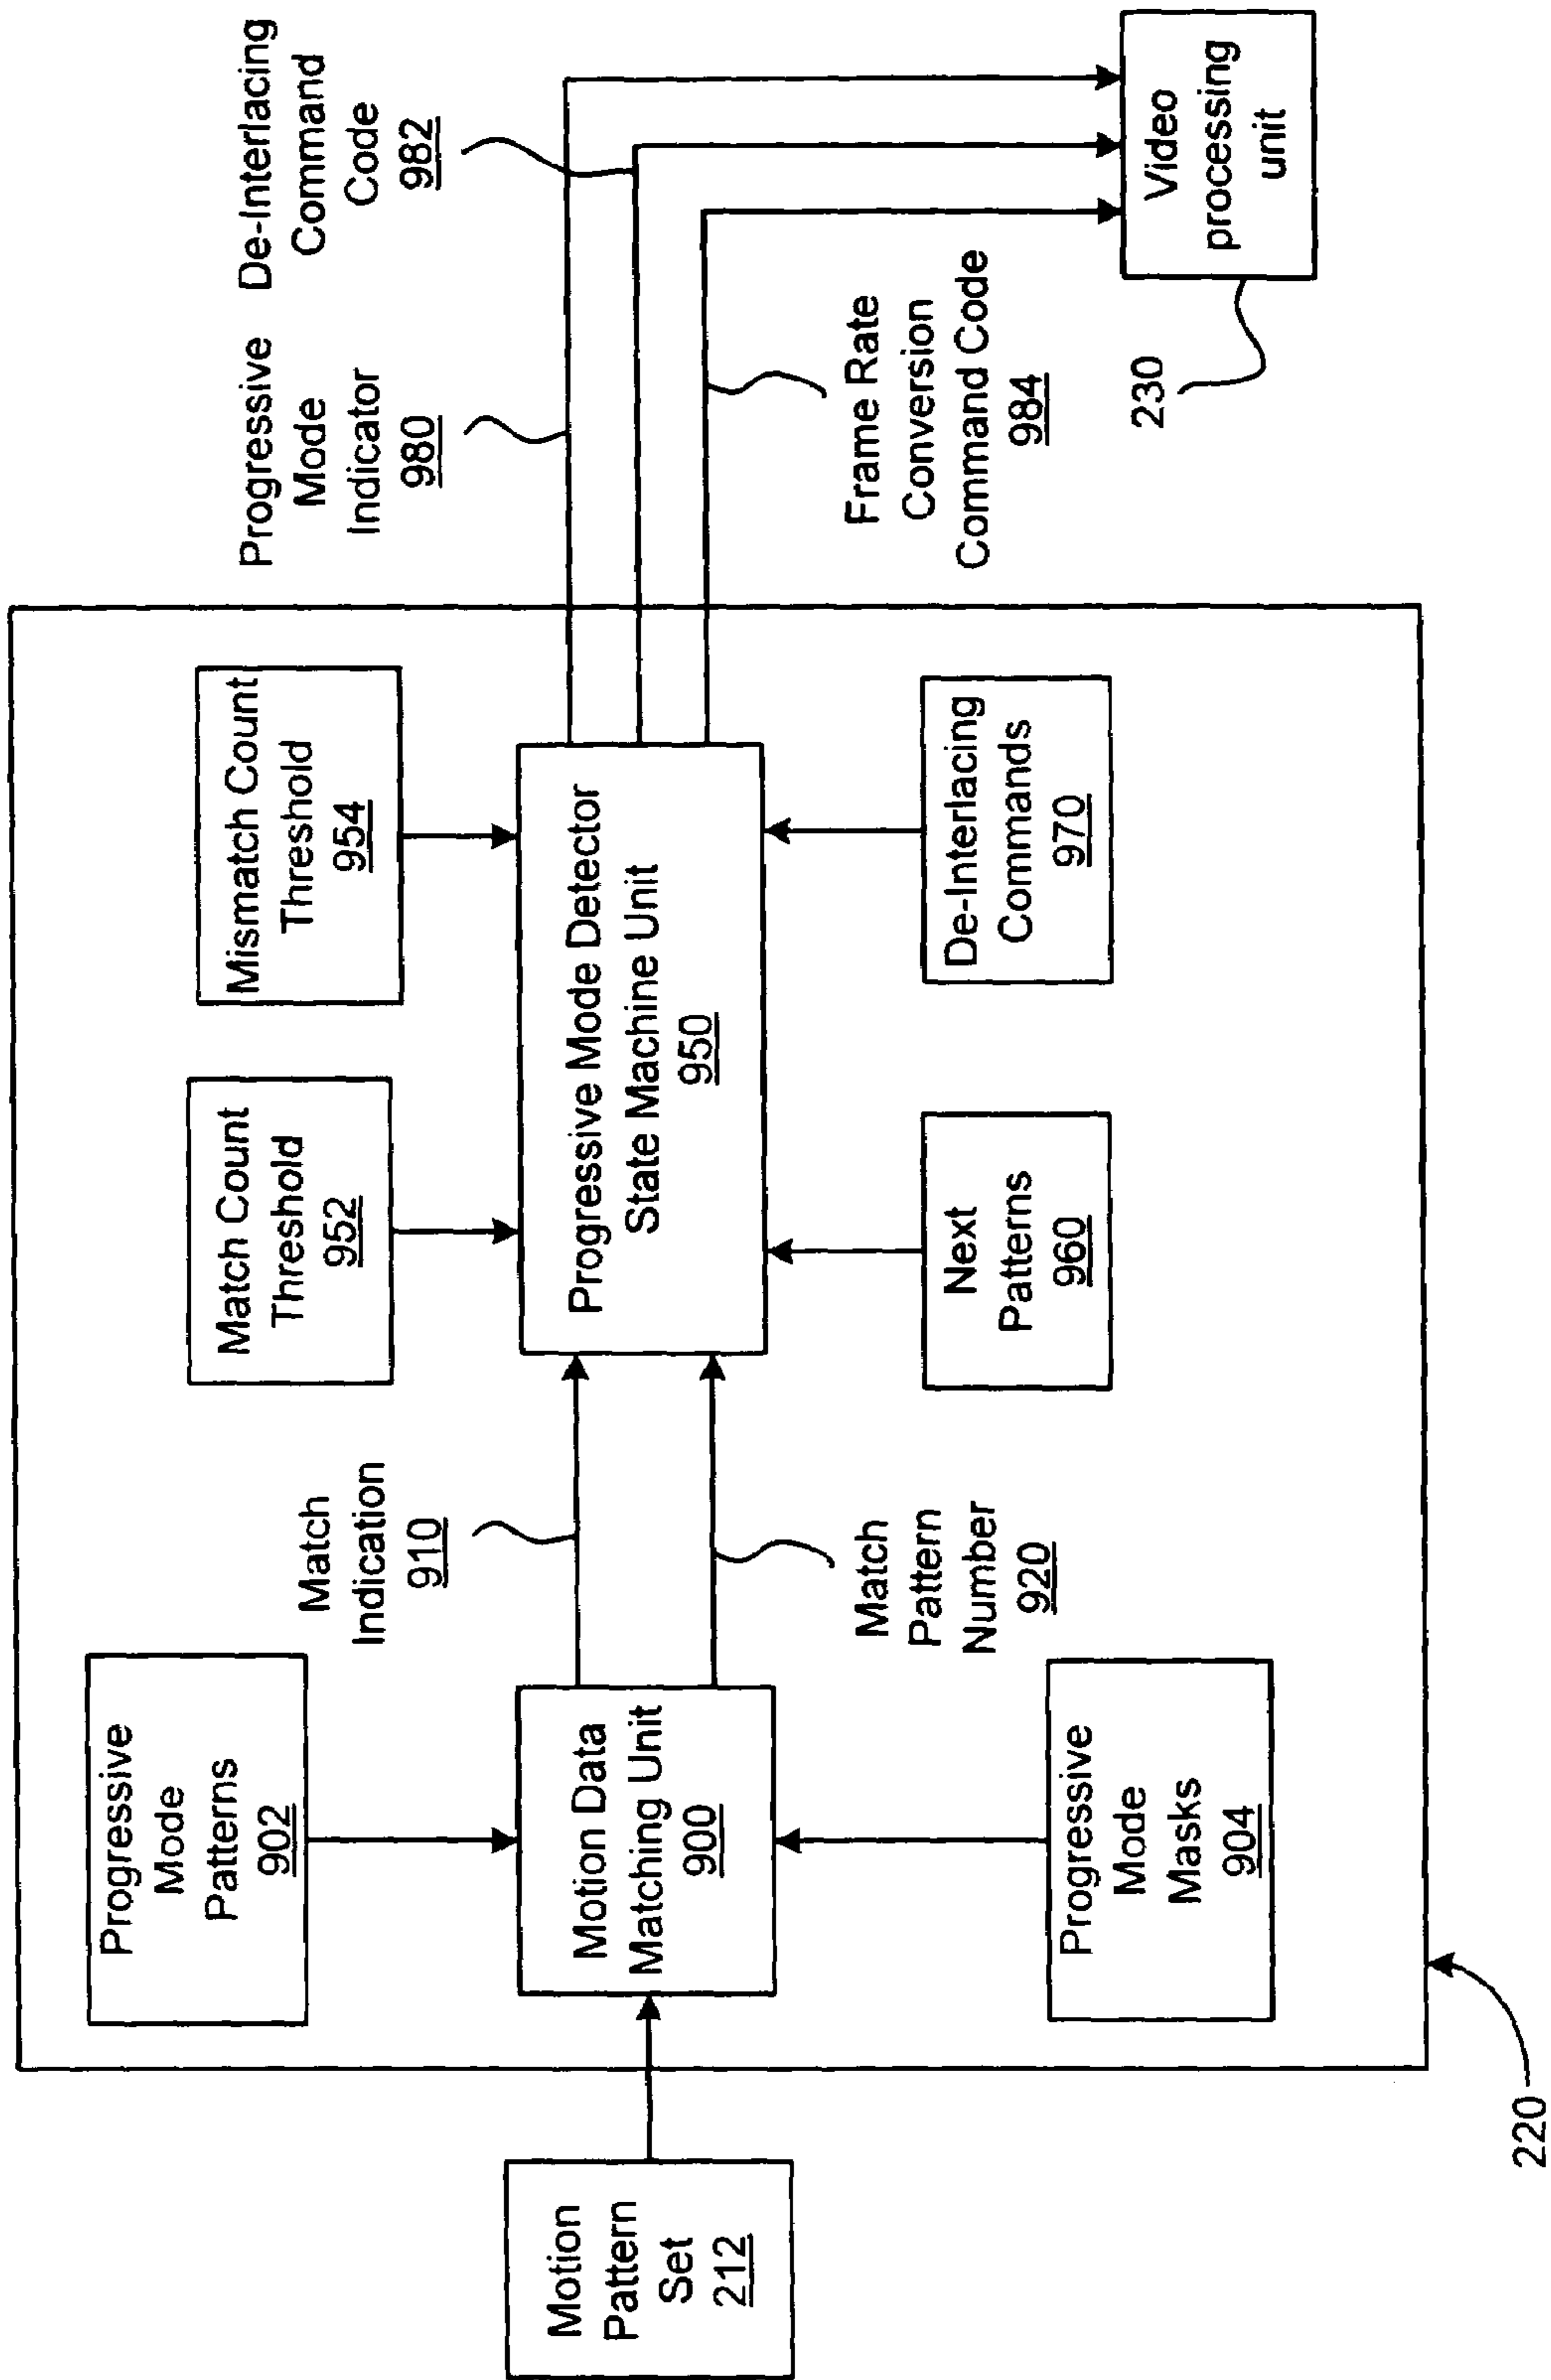 Motion
Pattern
Set
212
Progressive
Mode
Patterns
902
Motion Data
Matching Unit
900
Progressive
Mode
Masks
904
Match
Indication
910
Match
Pattern
Number
920
Match Count
Threshold
952
Mismatch Count
Threshold
954
Progressive Mode Detector
State Machine Unit
950
Next
Patterns
960
De-Interlacing
Commands
970
220
Progressive
Mode
Indicator
980
De-Interlacing
Command
Code
982
Frame Rate
Conversion
Command Code
984
Video
processing
unit
230